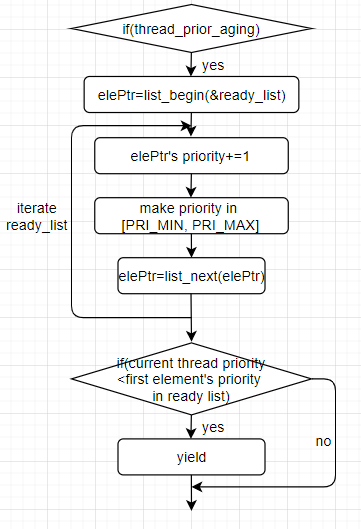 if(thread_prior_aging)
yes
elePtr=list_begin(&ready_list)
elePtr's priority+=1
iterate
ready_list
make priority in
[PRI_MIN, PRI_MAX]
elePtr=list_next(elePtr)
if(current thread priority
<first element's priority
in ready list)
yes
no
yield